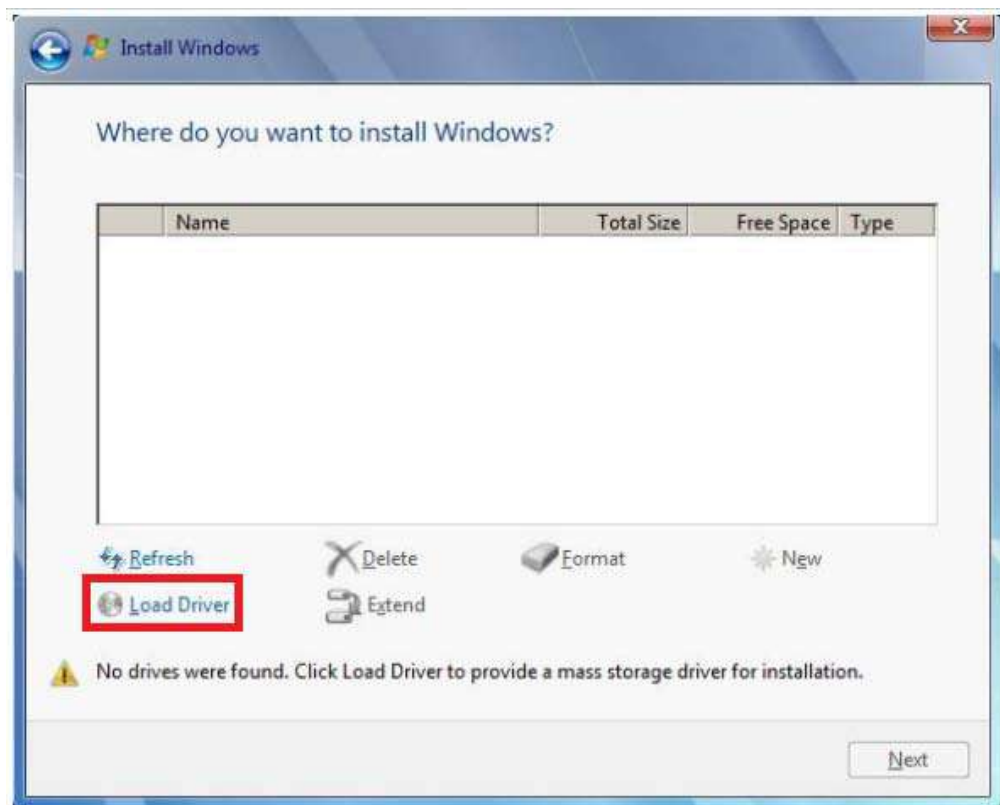 Install Windows
Where do you want to install Windows?
Name Total Size Free Space Type
Refresh Delete Format New
Load Driver Extend
No drives were found. Click Load Driver to provide a mass storage driver for installation.
Next